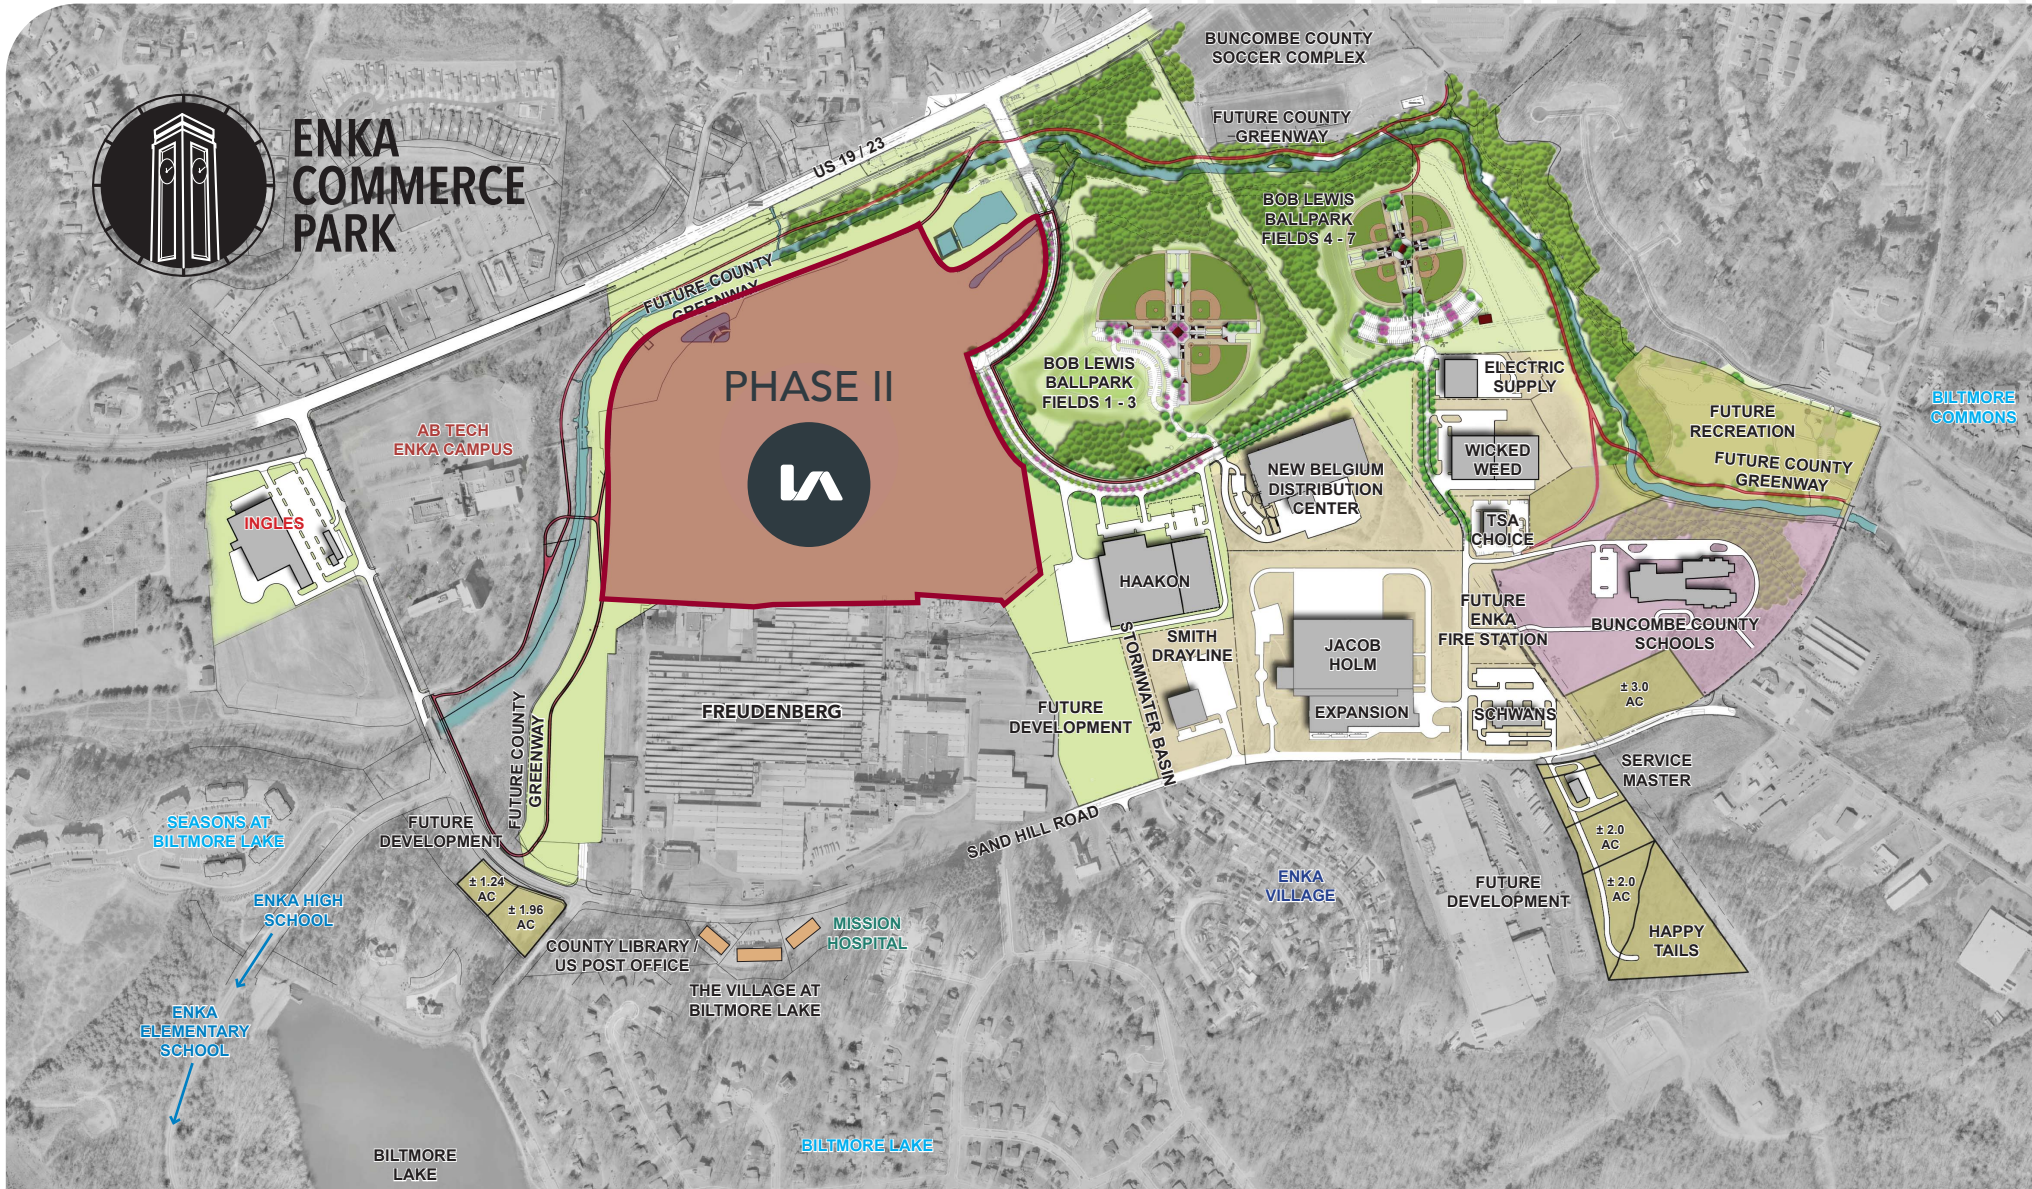 ENKA
COMMERCE
PARK
BUNCOMBE COUNTY
SOCCER COMPLEX
FUTURE COUNTY
GREENWAY
US 19 / 23
BOB LEWIS
BALLPARK
FIELDS 4 - 7
FUTURE COUNTY
GREENWAY
PHASE II
BOB LEWIS
BALLPARK
FIELDS 1 - 3
ELECTRIC
SUPPLY
BILTMORE
COMMONS
FUTURE
RECREATION
AB TECH
ENKA CAMPUS
WICKED
WEED
FUTURE COUNTY
GREENWAY
NEW BELGIUM
DISTRIBUTION
CENTER
INGLES
TSA
CHOICE
HAAKON
FUTURE
ENKA
FIRE STATION
BUNCOMBE COUNTY
SCHOOLS
SMITH
DRAYLINE
JACOB
HOLM
STORMWATER BASIN
± 3.0
AC
FREUDENBERG
FUTURE
DEVELOPMENT
EXPANSION
SCHWANS
FUTURE COUNTY
GREENWAY
SERVICE
MASTER
SEASONS AT
BILTMORE LAKE
FUTURE
DEVELOPMENT
SAND HILL ROAD
± 2.0
AC
± 1.24
AC
± 1.96
AC
ENKA
VILLAGE
FUTURE
DEVELOPMENT
± 2.0
AC
ENKA HIGH
SCHOOL
MISSION
HOSPITAL
COUNTY LIBRARY /
US POST OFFICE
HAPPY
TAILS
THE VILLAGE AT
BILTMORE LAKE
ENKA
ELEMENTARY
SCHOOL
BILTMORE LAKE
BILTMORE
LAKE